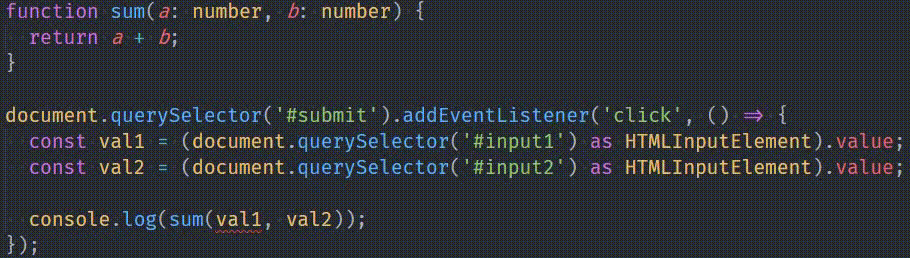 function sum(a: number, b: number) {
  return a + b;
}

document.querySelector('#submit').addEventListener('click', () => {
  const val1 = (document.querySelector('#input1') as HTMLInputElement).value;
  const val2 = (document.querySelector('#input2') as HTMLInputElement).value;

  console.log(sum(val1, val2));
});